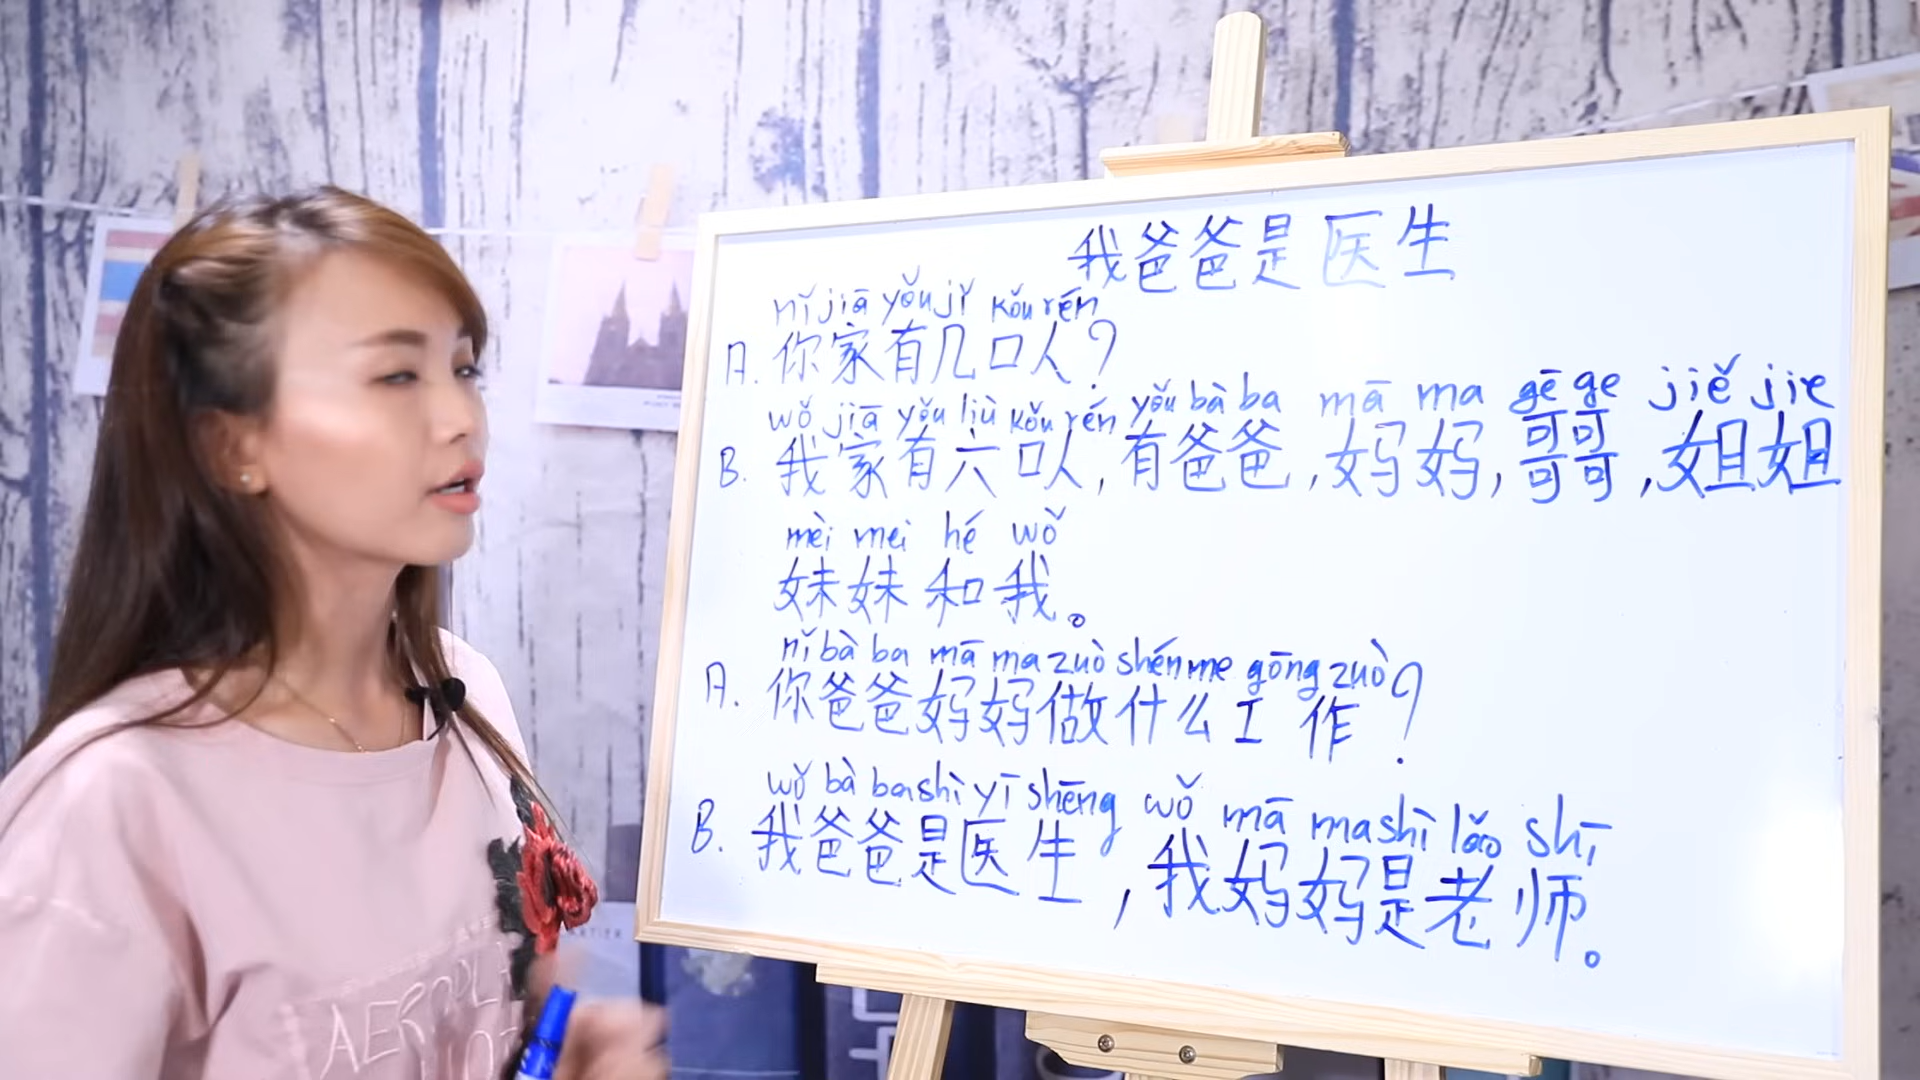 我爸爸是医生
nǐ jiā yǒu jǐ kǒu rén
A. 你家有几口人?
wǒ jiā yǒu liù kǒu rén yǒu bà ba mā ma gē ge jiě jie
B. 我家有六口人,有爸爸,妈妈,哥哥,姐姐
mèi mei hé wǒ
妹妹和我。
nǐ bà ba mā ma zuò shén me gōng zuò
A. 你爸爸妈妈做什么工作?
wǒ bà ba shì yī shēng wǒ mā ma shì lǎo shī
B. 我爸爸是医生,我妈妈是老师。